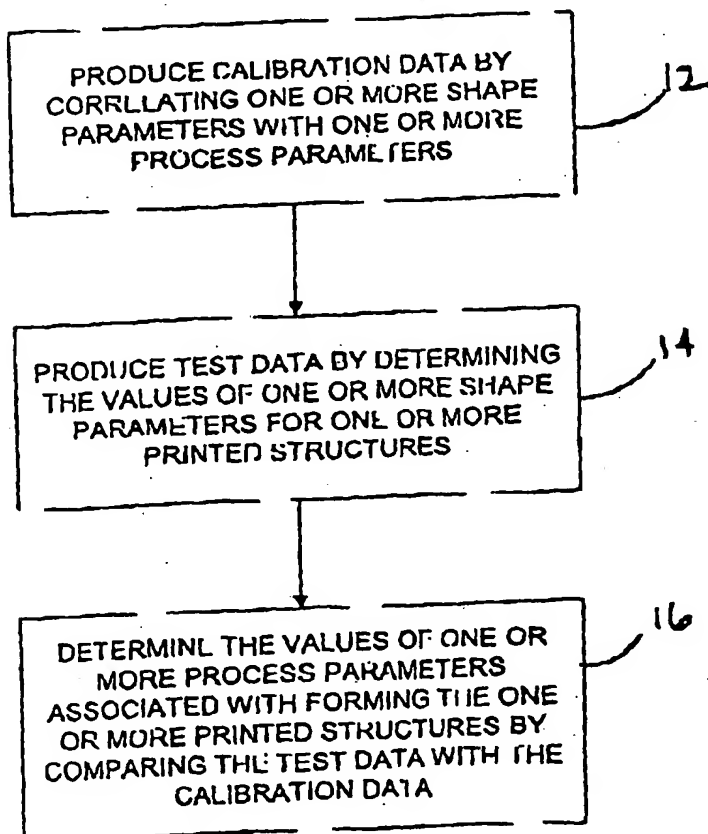 PRODUCE CALIBRATION DATA BY
CORRLLATING ONE OR MORE SHAPE
PARAMETERS WITH ONE OR MORE
PROCESS PARAMETERS
12
PRODUCE TEST DATA BY DETERMINING
THE VALUES OF ONE OR MORE SHAPE
PARAMETERS FOR ONE OR MORE
PRINTED STRUCTURES
14
DETERMINE THE VALUES OF ONE OR
MORE PROCESS PARAMETERS
ASSOCIATED WITH FORMING THE ONE
OR MORE PRINTED STRUCTURES BY
COMPARING THE TEST DATA WITH THE
CALIBRATION DATA
16